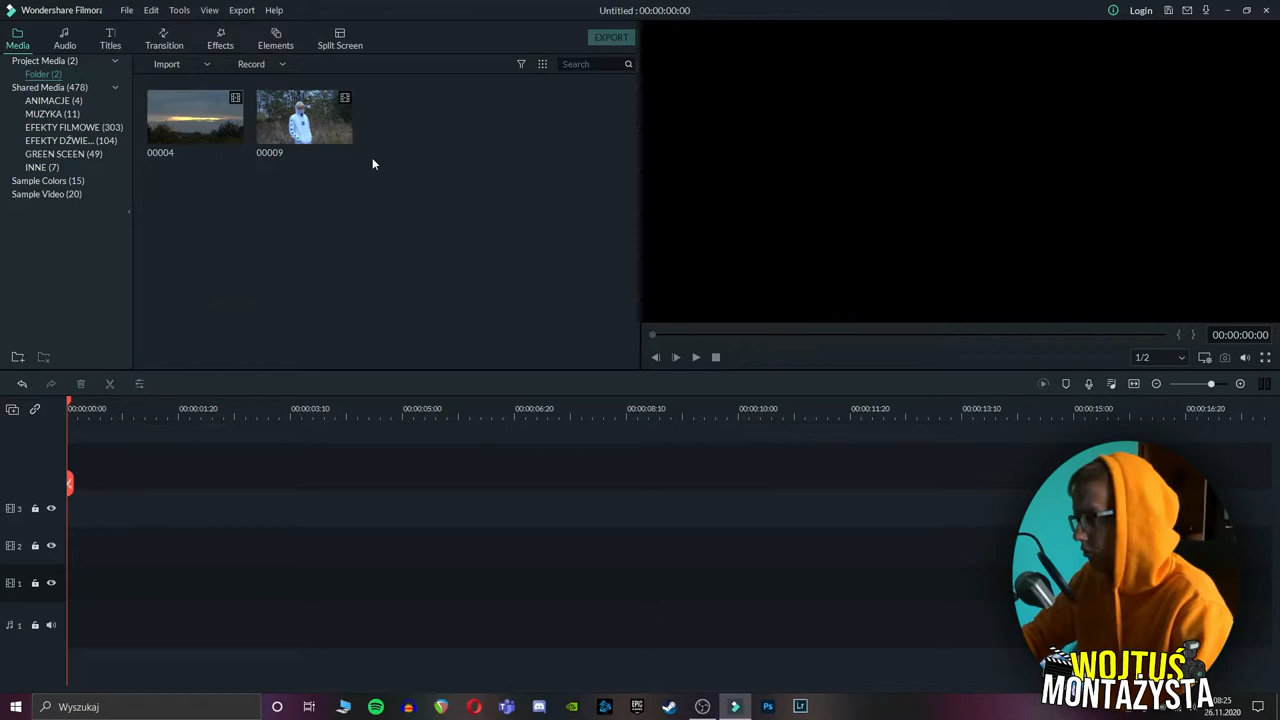 Wondershare Filmora File Edit Tools View Export Help Untitled : 00:00:00:00 Login
Media Audio Titles Transition Effects Elements Split Screen EXPORT
Project Media (2) Import Record Search
Folder (2)
Shared Media (478)
ANIMACJE (4)
MUZYKA (11)
EFEKTY FILMOWE (303)
EFEKTY DŹWIE... (104)
GREEN SCEEN (49)
INNE (7)
Sample Colors (15)
Sample Video (20)
00004 00009
00:00:00:00
1/2
00:00:00:00 00:00:01:20 00:00:03:10 00:00:05:00 00:00:06:20 00:00:08:10 00:00:10:00 00:00:11:20 00:00:13:10 00:00:15:00 00:00:16:20
3
2
1
1
WOJTUŚ
MONTAŻYSTA
Wyszukaj
EPIC GAMES
Ps
Lr
08:25
26.11.2020